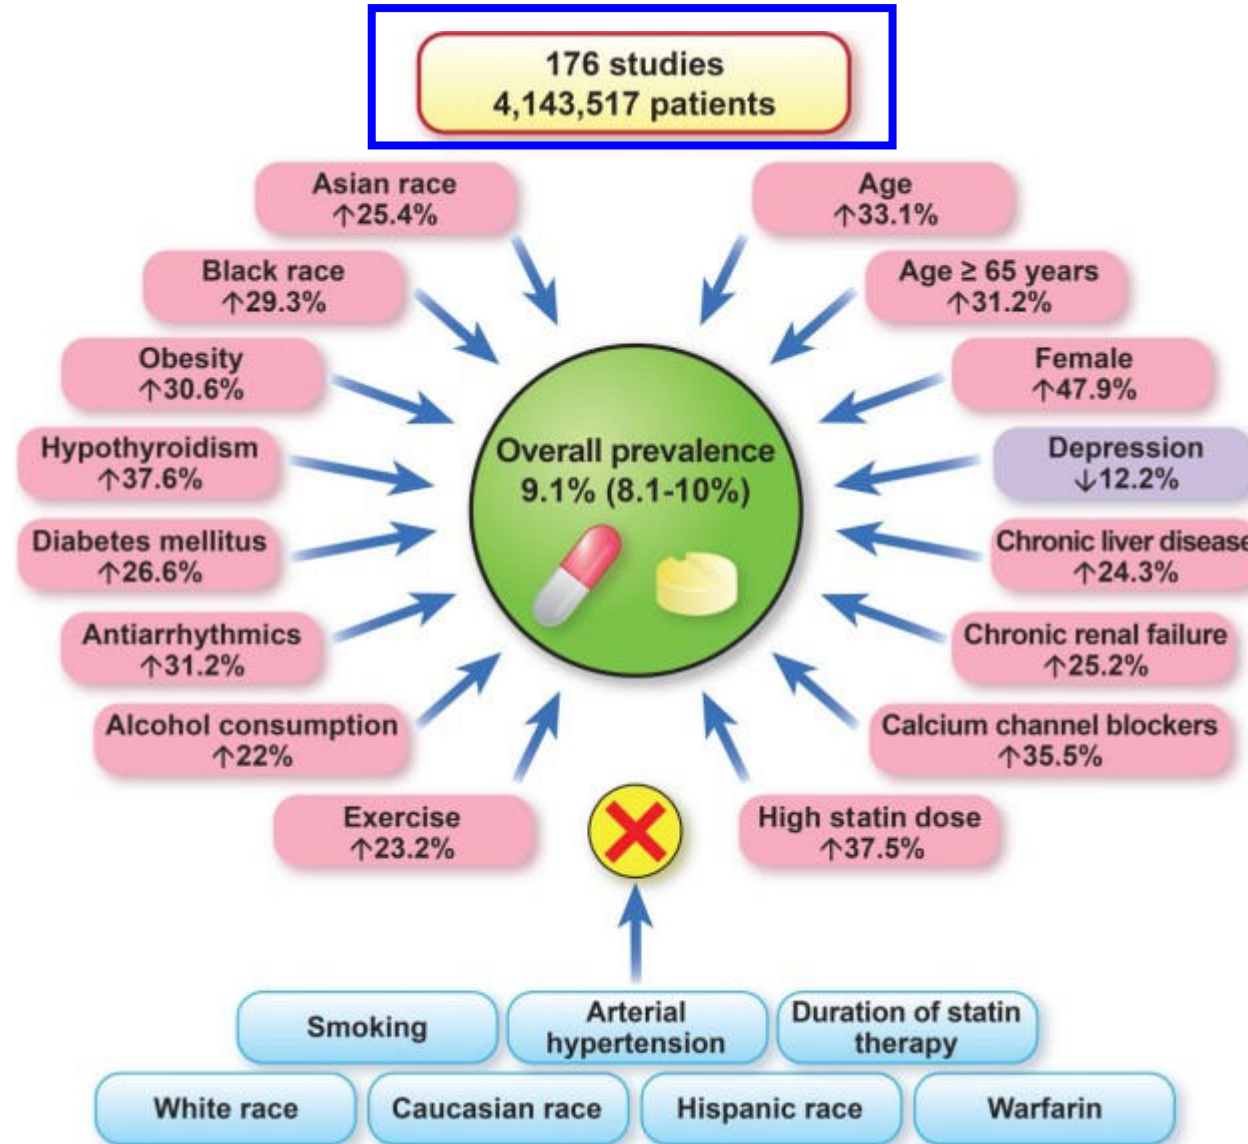 176 studies
4,143,517 patients
Asian race
↑25.4%
Age
↑33.1%
Black race
↑29.3%
Age ≥ 65 years
↑31.2%
Obesity
↑30.6%
Female
↑47.9%
Hypothyroidism
↑37.6%
Overall prevalence
9.1% (8.1-10%)
Depression
↓12.2%
Diabetes mellitus
↑26.6%
Chronic liver disease
↑24.3%
Antiarrhythmics
↑31.2%
Chronic renal failure
↑25.2%
Alcohol consumption
↑22%
Calcium channel blockers
↑35.5%
Exercise
↑23.2%
High statin dose
↑37.5%
Smoking
Arterial
hypertension
Duration of statin
therapy
White race
Caucasian race
Hispanic race
Warfarin